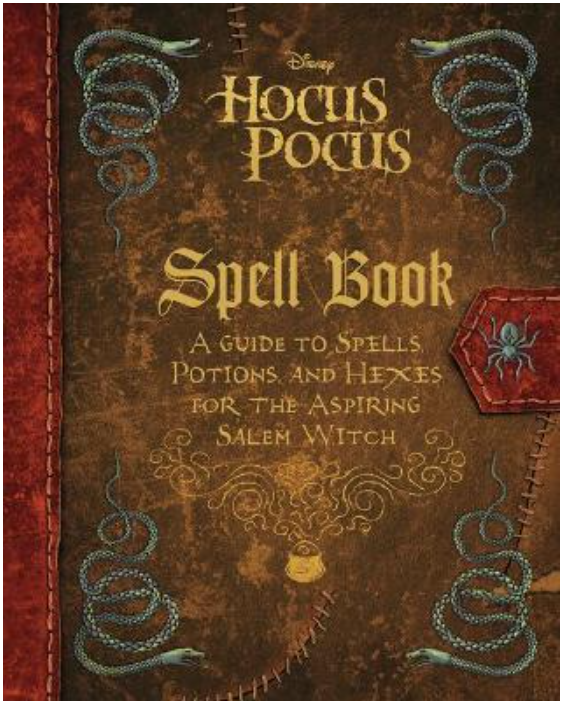 Disney
HOCUS
POCUS
Spell Book
A GUIDE TO SPELLS,
POTIONS, AND HEXES
FOR THE ASPIRING
SALEM WITCH